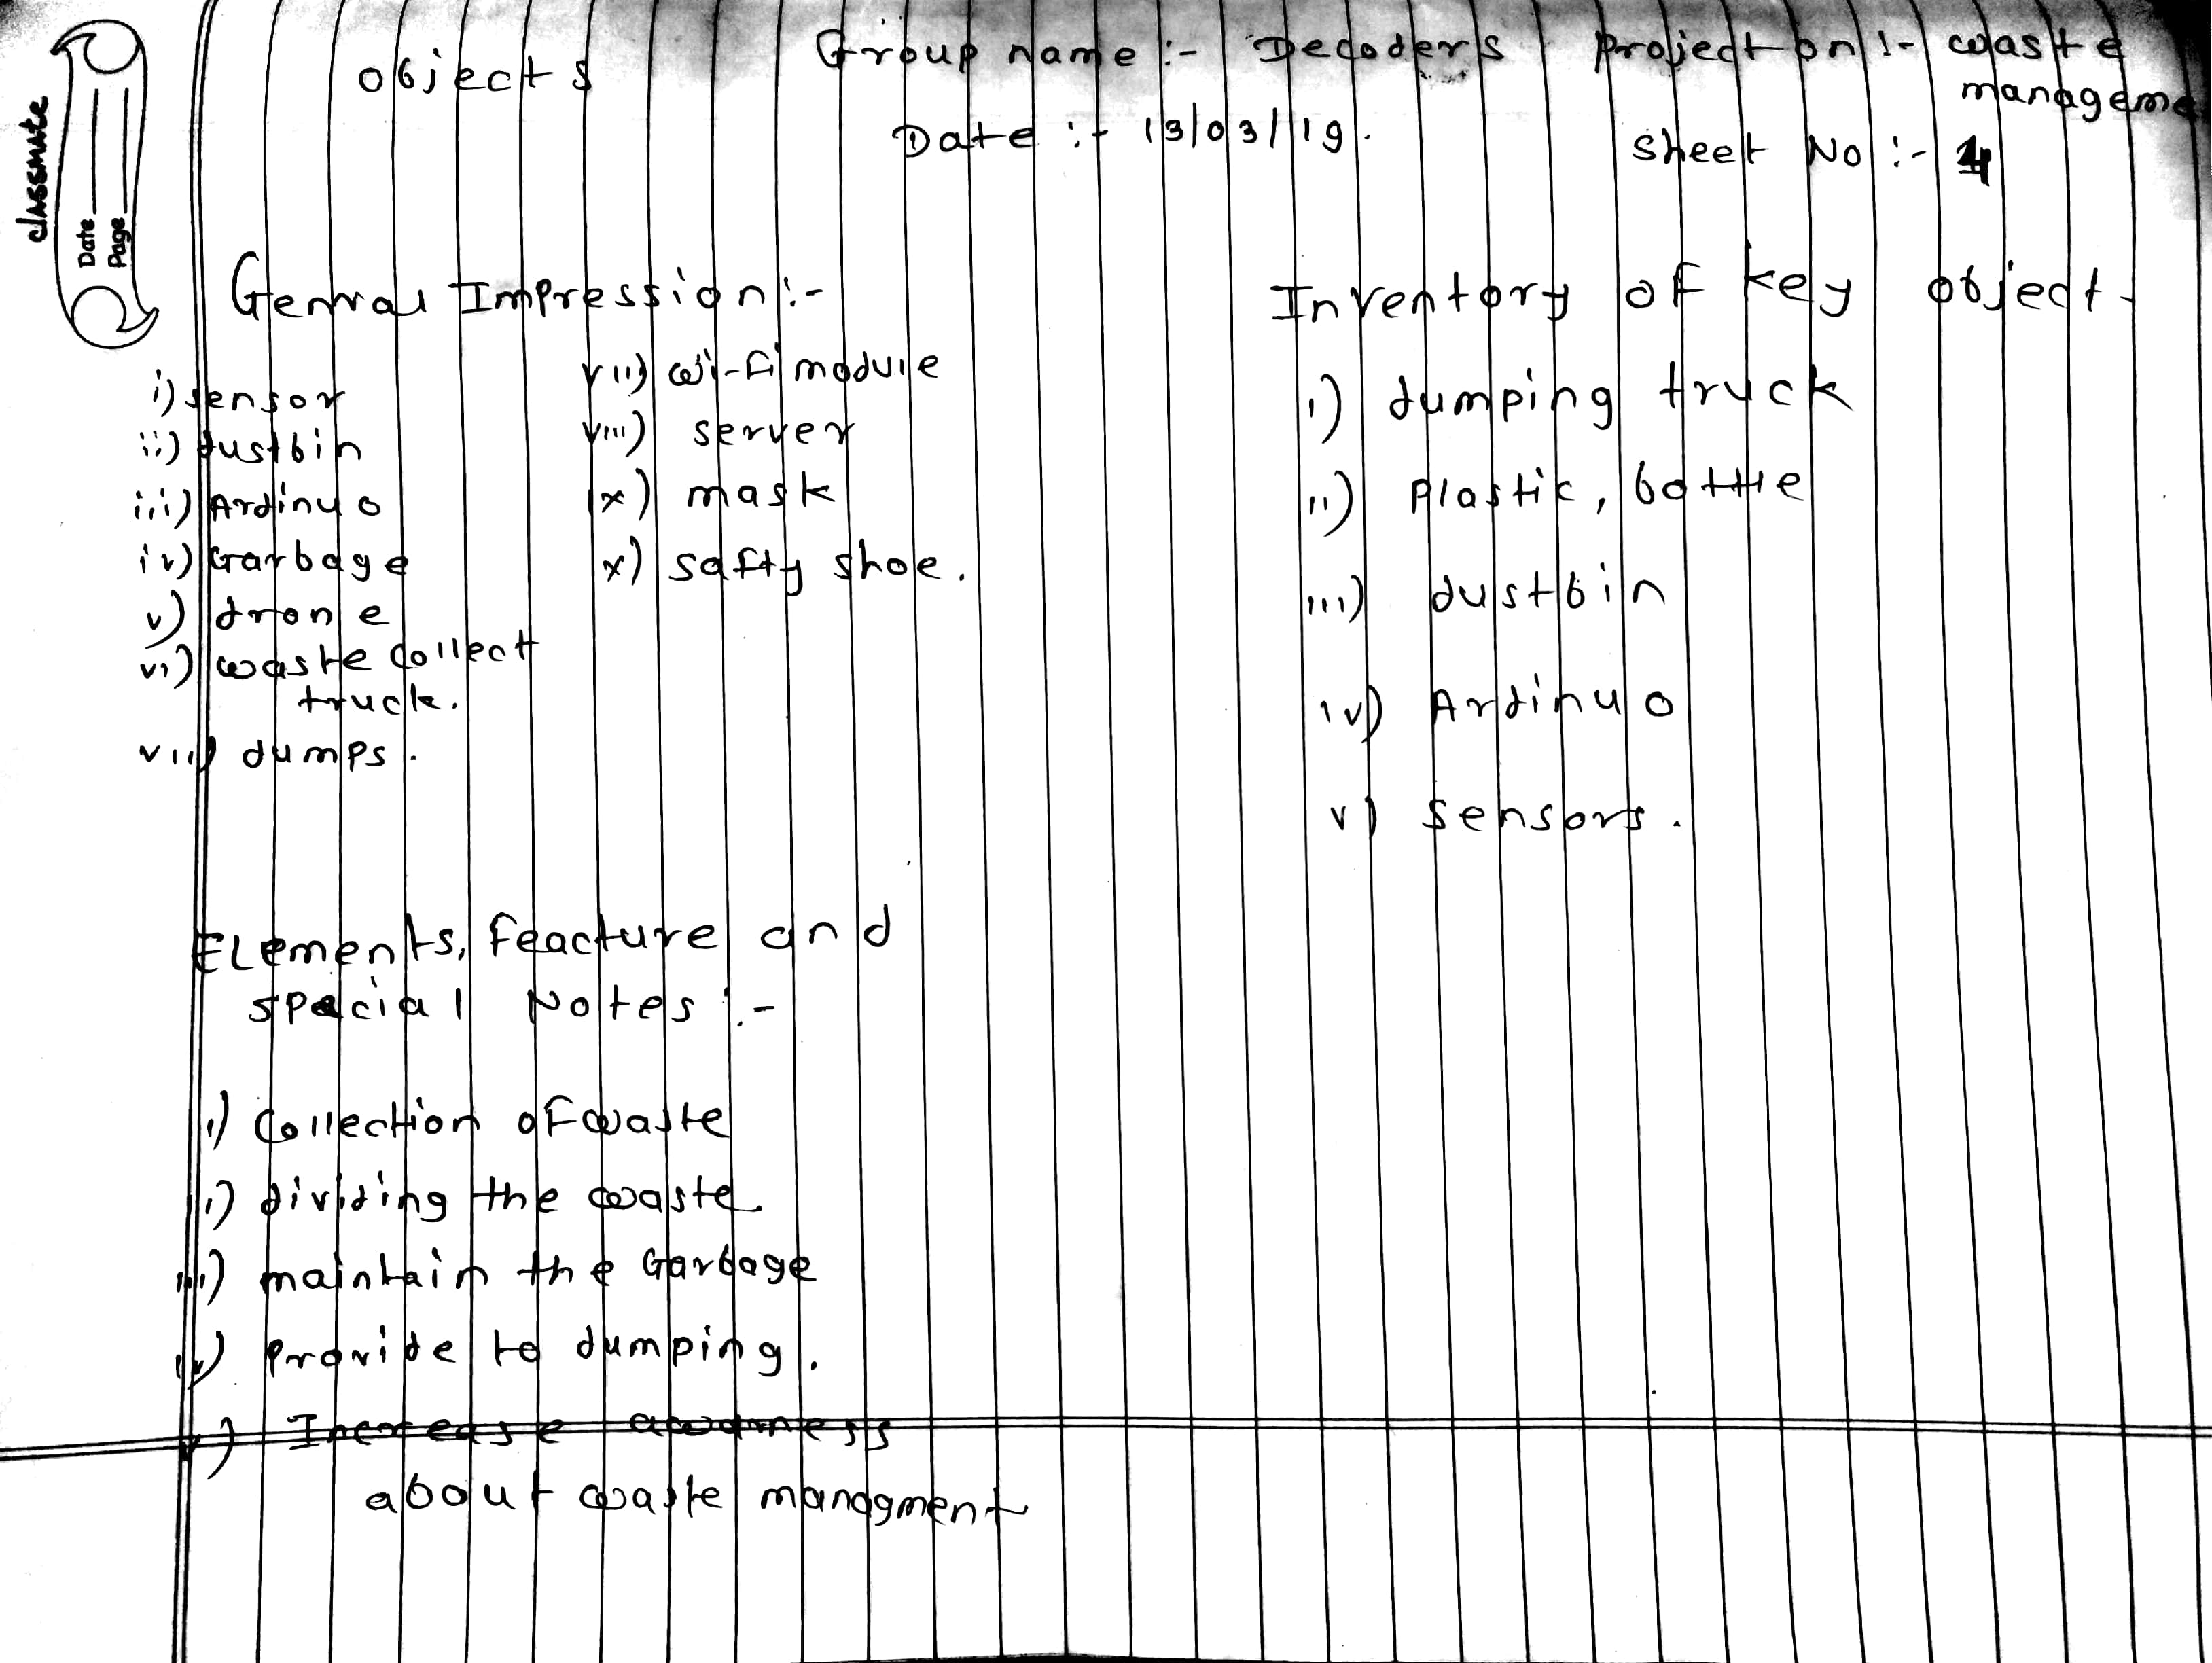 classmate
Date
Page
objects
Group name :- Decoders
Project on :- waste
manageme
Date :- 13/03/19.
Sheet No :- 4
Genral Impression :-
i) sensor
ii) dustbin
iii) Ardinuo
iv) Garbage
v) drone
vi) waste collect
truck.
vii) dumps.
vii) wi-fi module
viii) server
ix) mask
x) safty shoe.
Inventory of key object -
i) dumping truck
ii) Plastic, bottle
iii) dustbin
iv) Ardinuo
v) sensors.
Elements, Feacture and
special Notes :-
i) collection of waste
ii) dividing the waste
iii) maintain the Garbage
iv) Provide to dumping.
v) Increase awarness
about waste managment